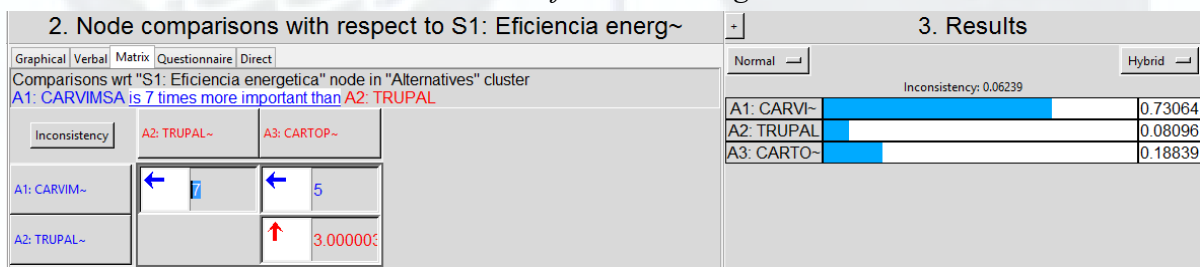 2. Node comparisons with respect to S1: Eficiencia energ~
Graphical Verbal Matrix Questionnaire Direct
Comparisons wrt "S1: Eficiencia energetica" node in "Alternatives" cluster
A1: CARVIMSA is 7 times more important than A2: TRUPAL
Inconsistency A2: TRUPAL~ A3: CARTOP~
A1: CARVIM~ 7 5
A2: TRUPAL~ 3.000003
+ 3. Results
Normal Hybrid
Inconsistency: 0.06239
A1: CARVI~ 0.73064
A2: TRUPAL 0.08096
A3: CARTO~ 0.18839